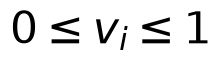 0 ≤ v_i ≤ 1